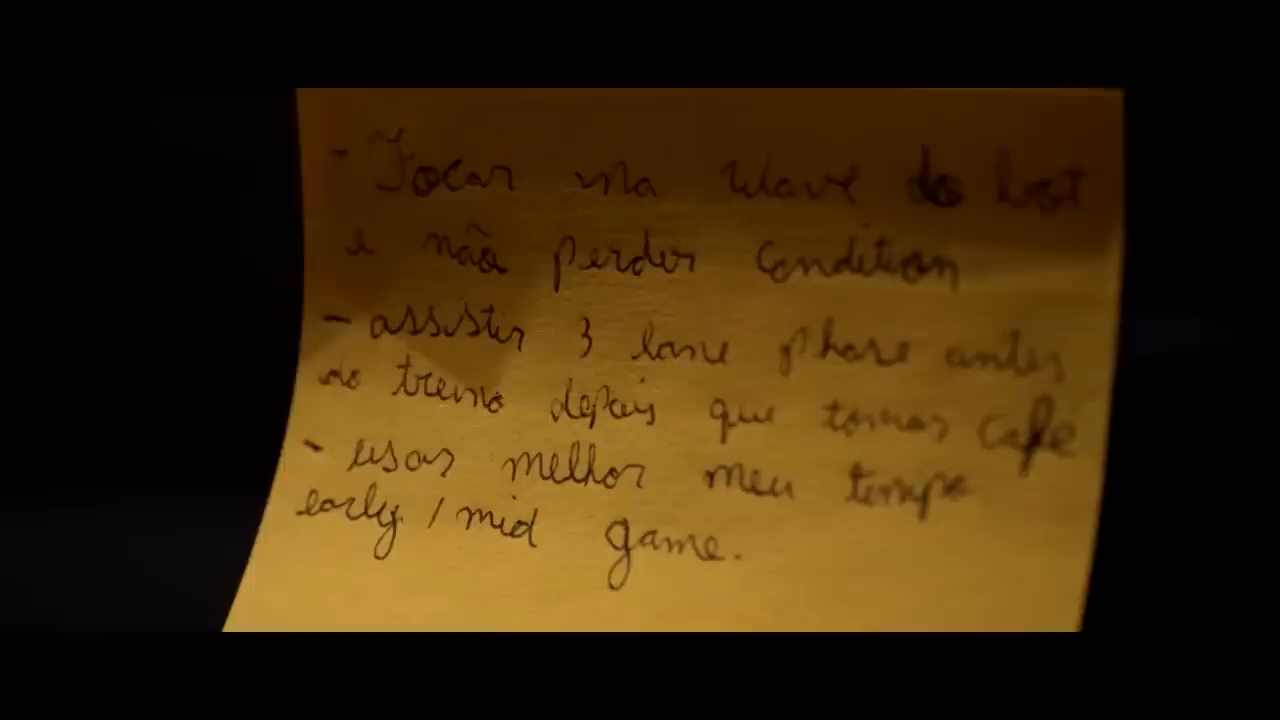 - Focar na wave do bot
e não perder condition
- assistir 3 lane phase antes
do treino depois que tomar café
- usar melhor meu tempo
early / mid game.